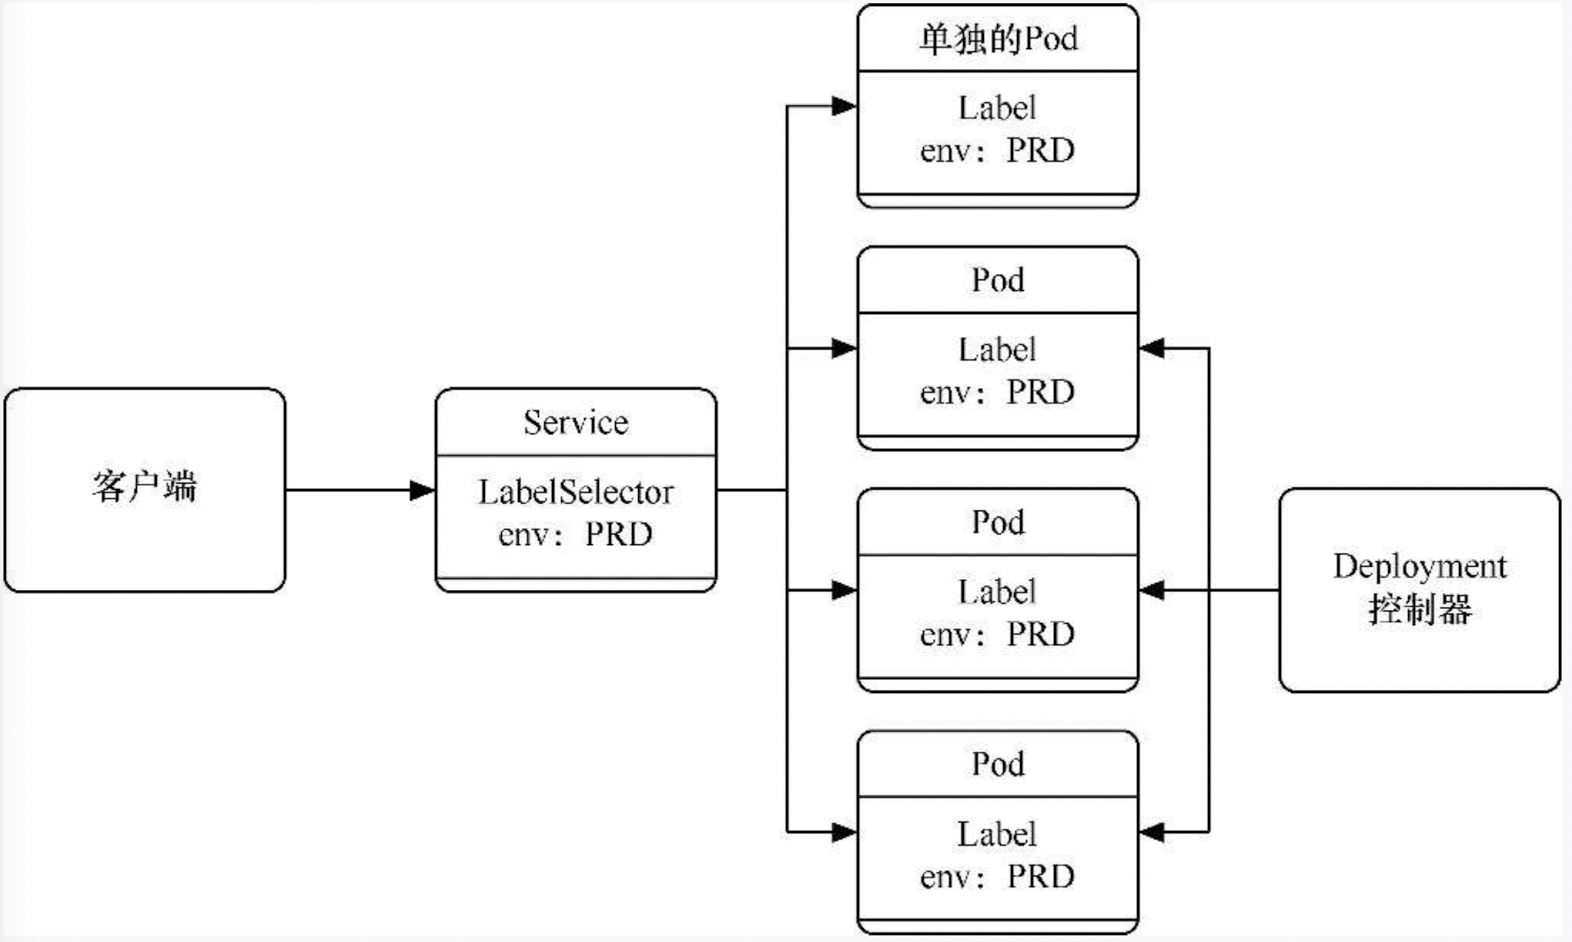 客户端
Service
LabelSelector
env：PRD
单独的Pod
Label
env：PRD
Pod
Label
env：PRD
Pod
Label
env：PRD
Pod
Label
env：PRD
Deployment
控制器